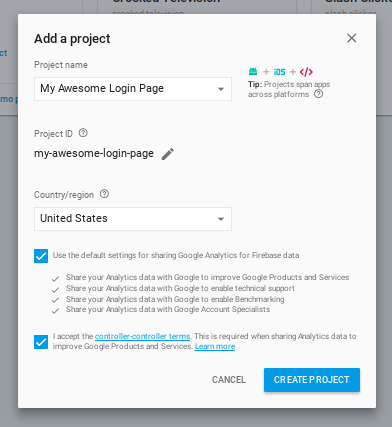 Add a project
Project name
My Awesome Login Page
+ iOS +
Tip: Projects span apps
across platforms
Project ID
my-awesome-login-page
Country/region
United States
Use the default settings for sharing Google Analytics for Firebase data
Share your Analytics data with Google to improve Google Products and Services
Share your Analytics data with Google to enable technical support
Share your Analytics data with Google to enable Benchmarking
Share your Analytics data with Google Account Specialists
I accept the controller-controller terms. This is required when sharing Analytics data to
improve Google Products and Services. Learn more
CANCEL
CREATE PROJECT